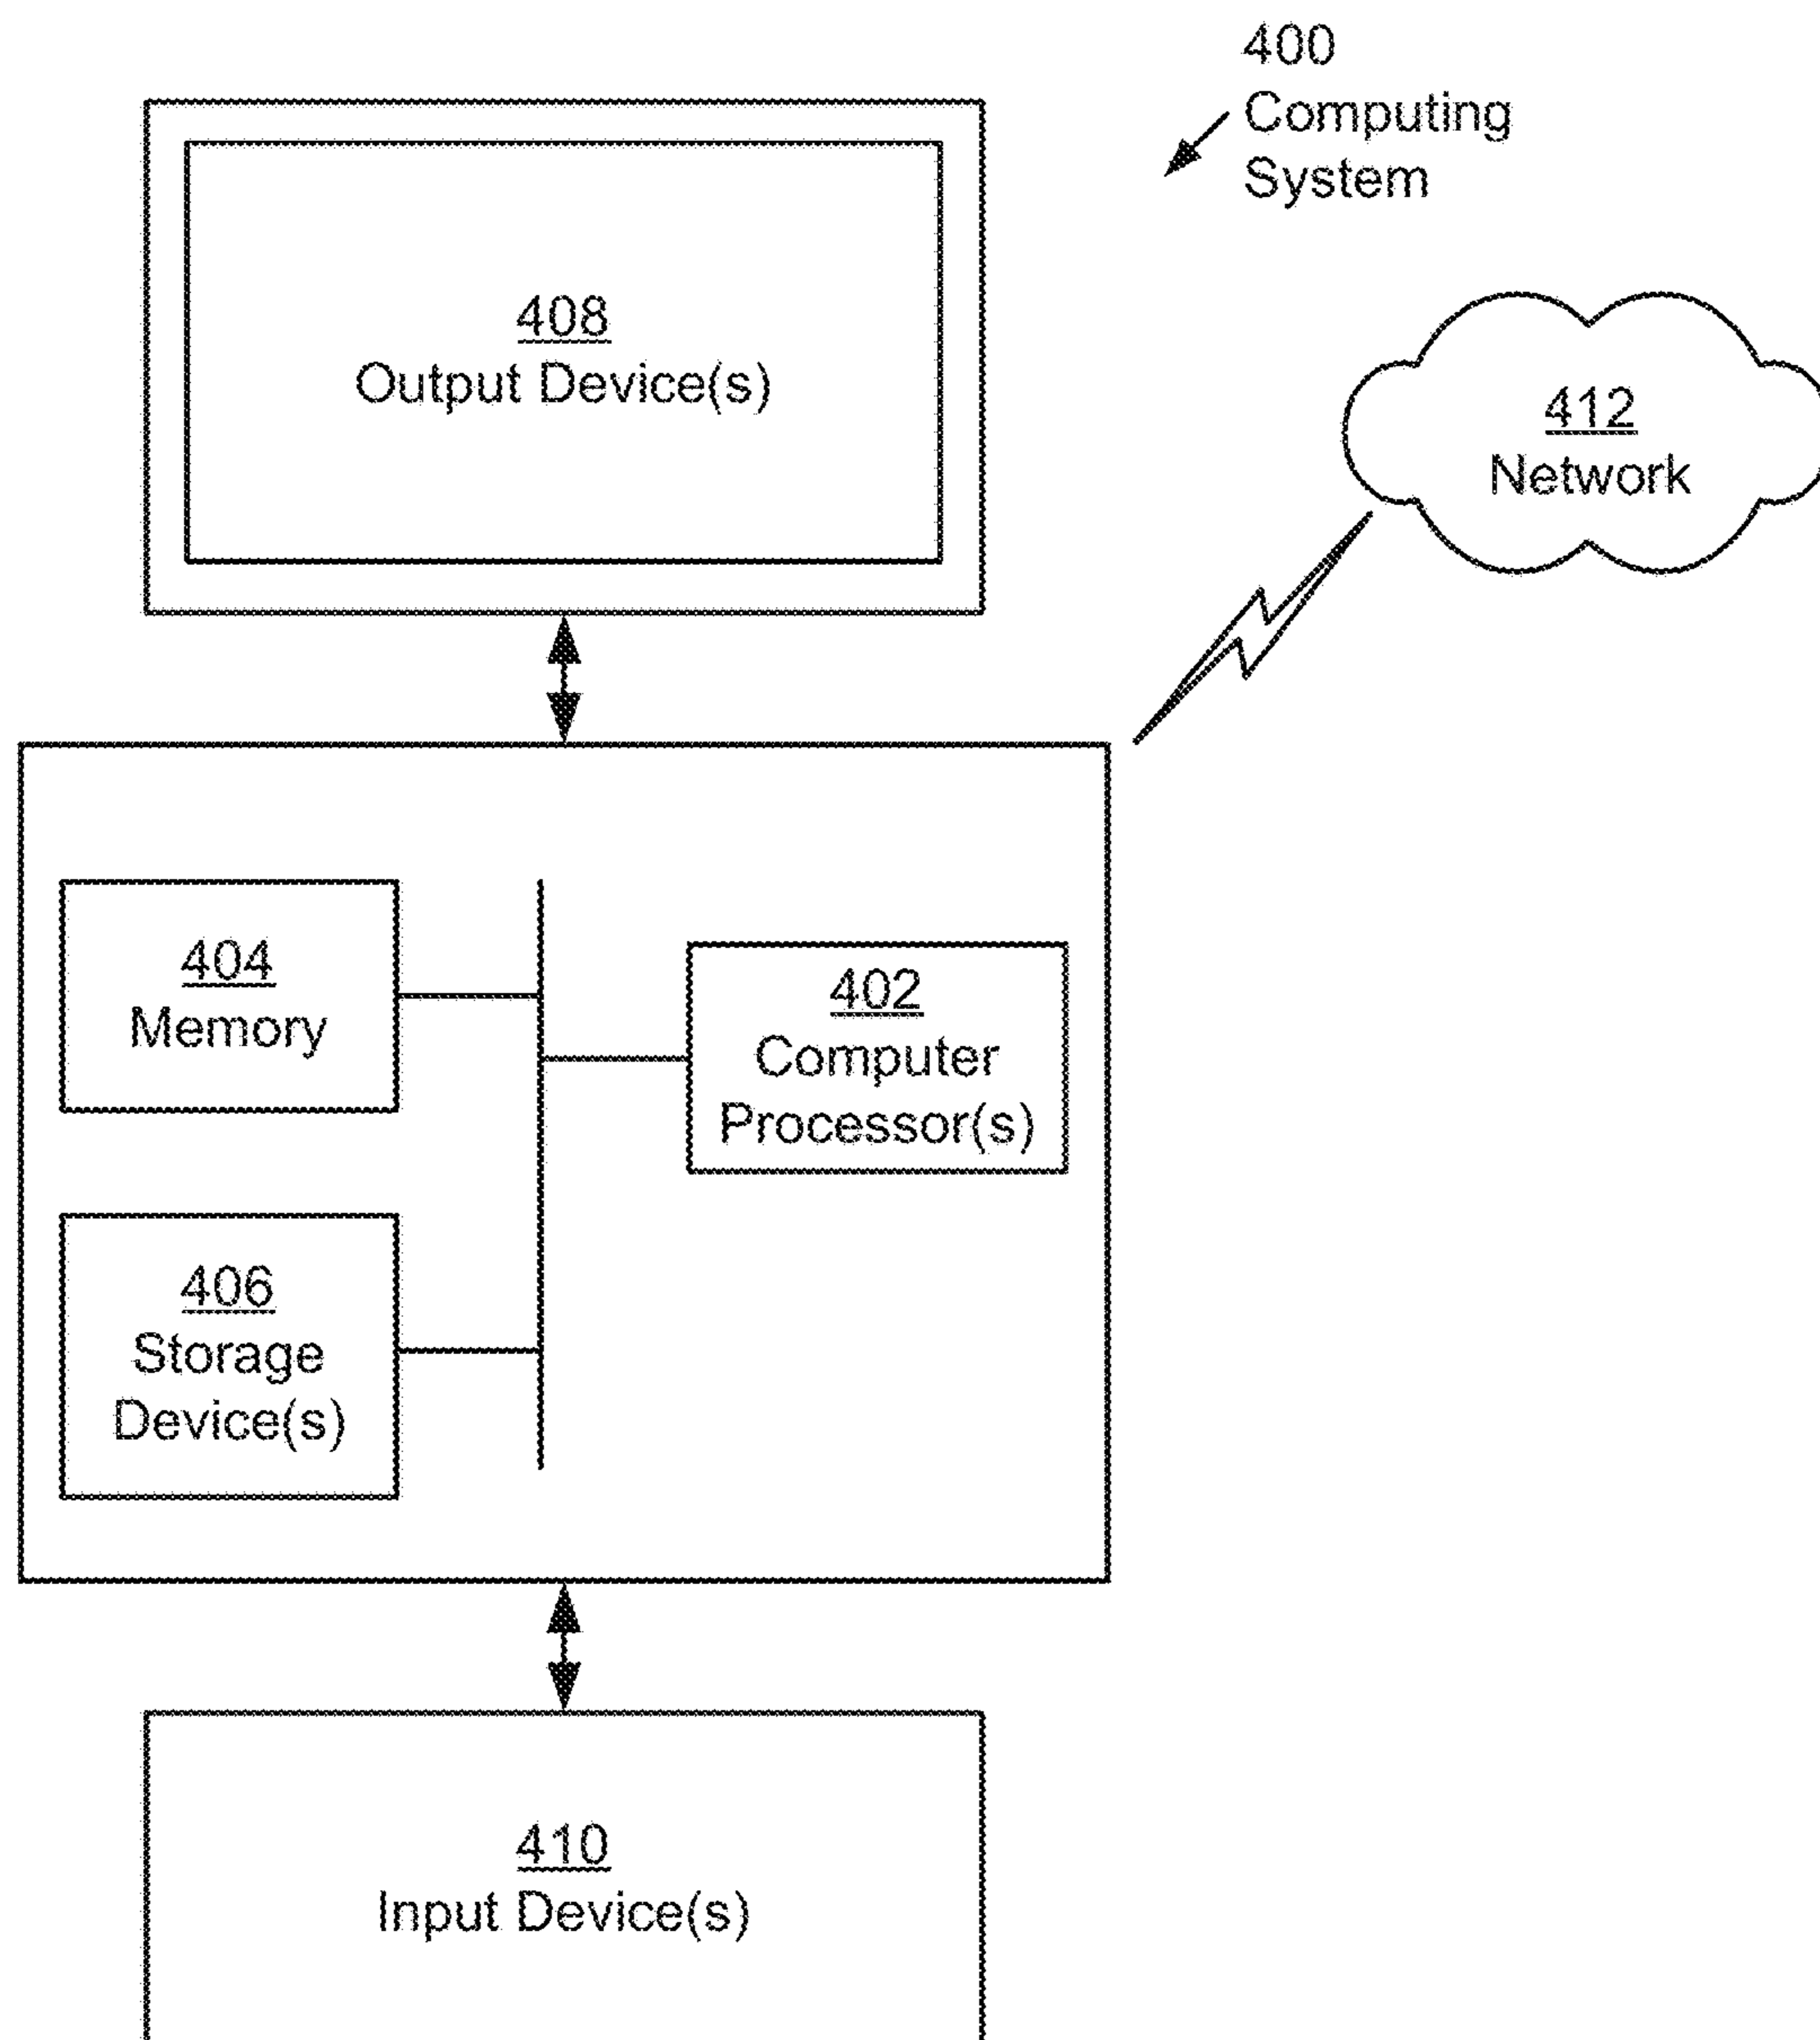 400
Computing
System
408
Output Device(s)
412
Network
404
Memory
402
Computer
Processor(s)
406
Storage
Device(s)
410
Input Device(s)